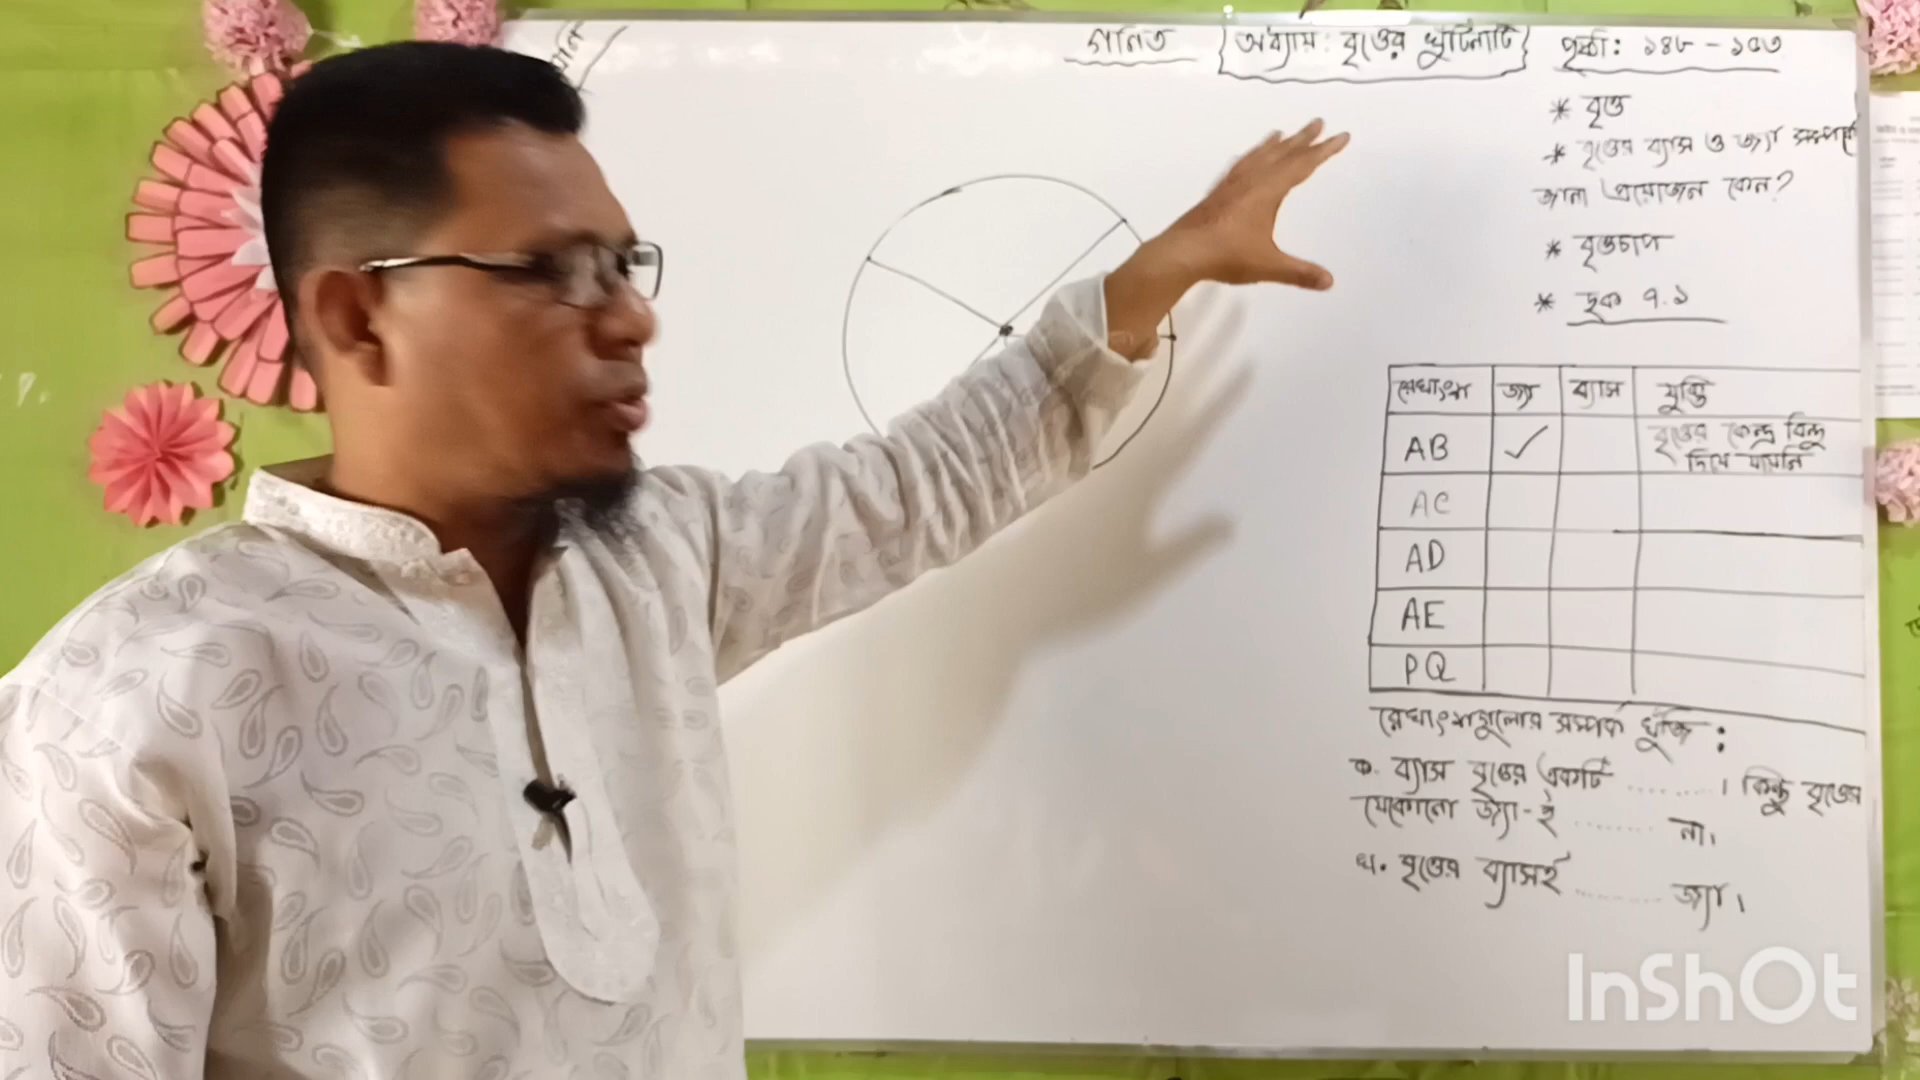 গনিত {অধ্যায়: বৃত্তের খুঁটিনাটি} পৃষ্ঠা: ১৪৮ - ১৫৩
* বৃত্ত
* বৃত্তের ব্যাস ও জ্যা সম্পর্কে
জানা প্রয়োজন কেন?
* বৃত্তচাপ
* ছক ৭.১
রেখাংশ জ্যা ব্যাস যুক্তি
AB ✓ বৃত্তের কেন্দ্র বিন্দু
দিয়ে যায়নি
AC
AD
AE
PQ
রেখাংশগুলোর সম্পর্ক খুঁজি :
ক. ব্যাস বৃত্তের একটি ........। কিন্তু বৃত্তের
যেকোনো জ্যা-ই ....... না।
খ. বৃত্তের ব্যাসই ........ জ্যা।
InShOt